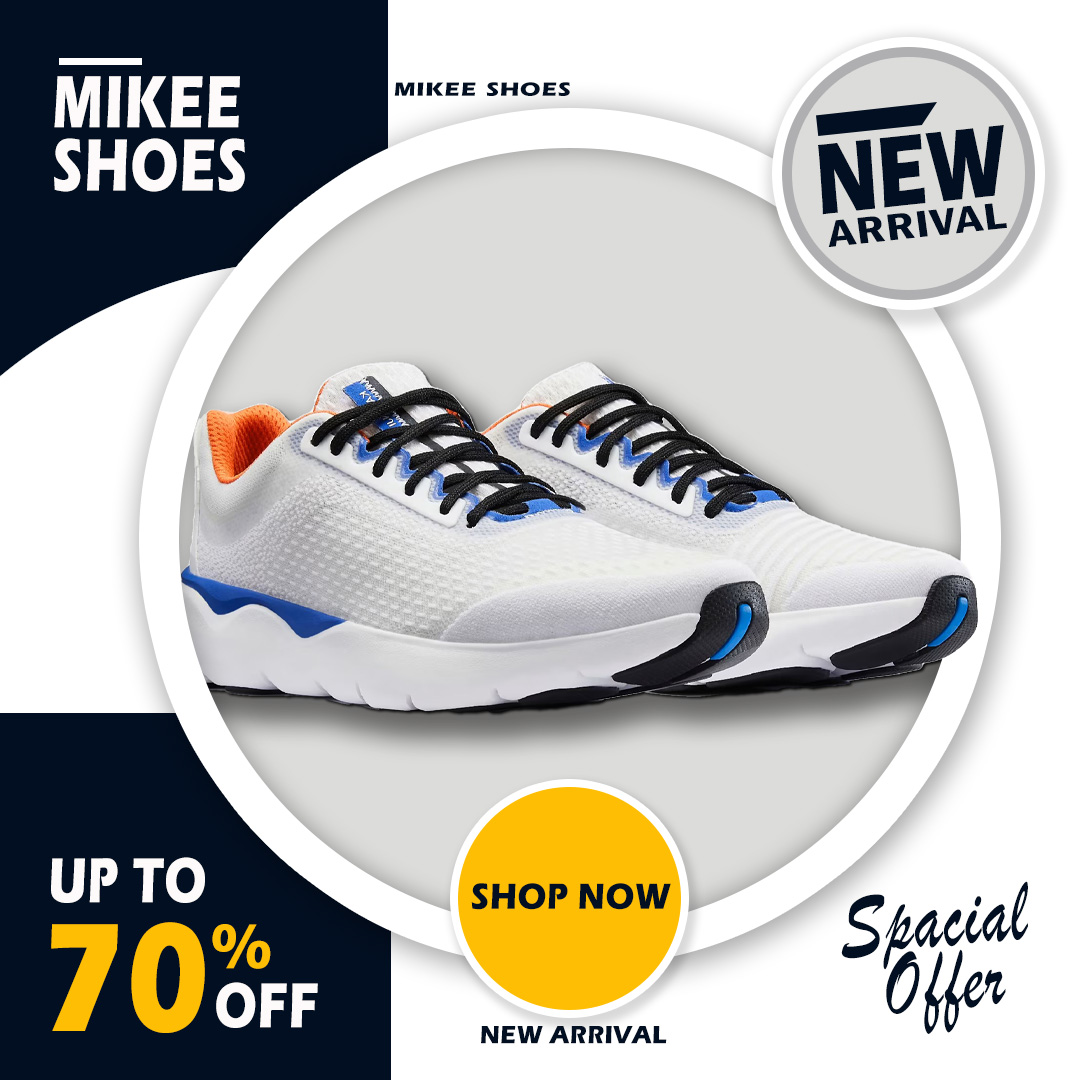 MIKEE
SHOES
MIKEE SHOES
NEW
ARRIVAL
UP TO
70%
OFF
SHOP NOW
NEW ARRIVAL
Spacial
Offer